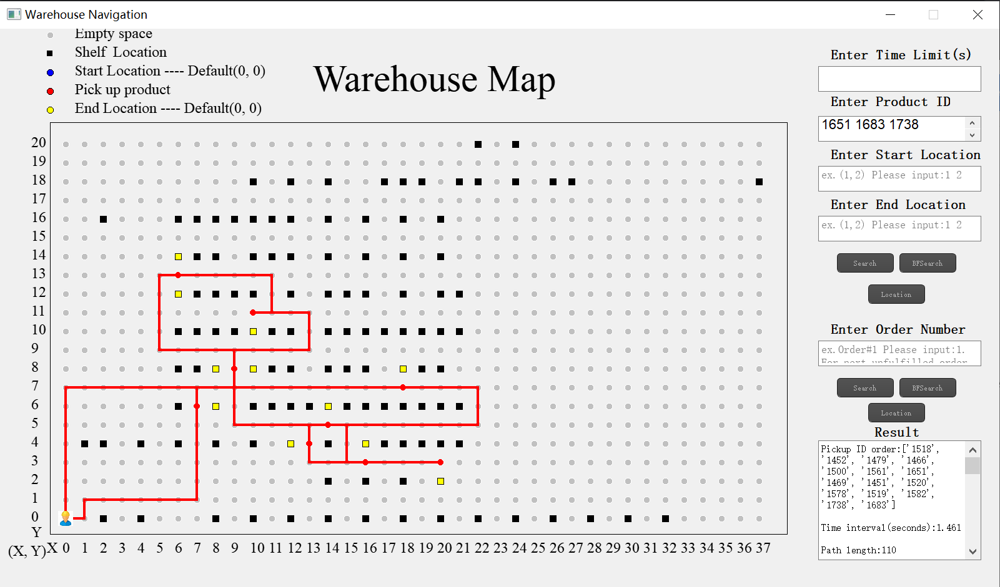 Warehouse Navigation
Empty space
Shelf Location
Start Location ---- Default(0, 0)
Pick up product
End Location ---- Default(0, 0)
Warehouse Map
20
19
18
17
16
15
14
13
12
11
10
9
8
7
6
5
4
3
2
1
0
Y
(X, Y)X 0 1 2 3 4 5 6 7 8 9 10 11 12 13 14 15 16 17 18 19 20 21 22 23 24 25 26 27 28 29 30 31 32 33 34 35 36 37
Enter Time Limit(s)
Enter Product ID
1651 1683 1738
Enter Start Location
ex.(1,2) Please input:1 2
Enter End Location
ex.(1,2) Please input:1 2
Search BFSearch
Location
Enter Order Number
ex.Order#1 Please input:1.
For next unfulfilled order
Search BFSearch
Location
Result
Pickup ID order:['1518',
'1452', '1479', '1466',
'1500', '1561', '1651',
'1469', '1451', '1520',
'1578', '1519', '1582',
'1738', '1683']
Time interval(seconds):1.461
Path length:110